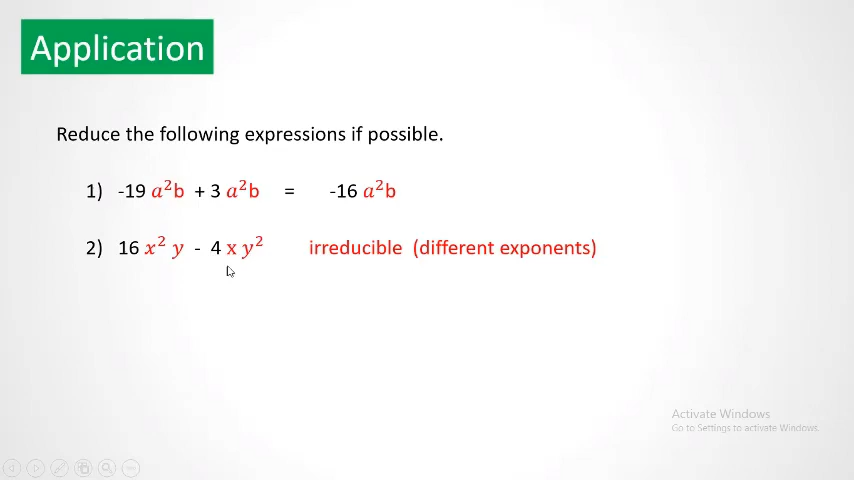 Application
Reduce the following expressions if possible.
1) -19 a²b + 3 a²b = -16 a²b
2) 16 x² y - 4 x y² irreducible (different exponents)
Activate Windows
Go to Settings to activate Windows.